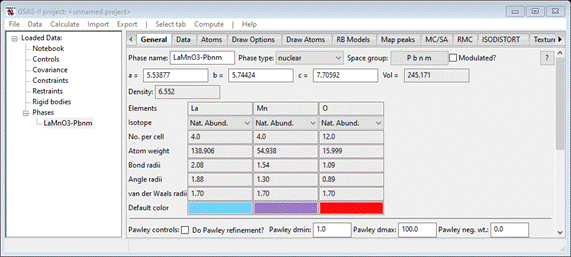 GSAS-II project: <unnamed project>
File Data Calculate Import Export | Select tab Compute | Help
Loaded Data:
Notebook
Controls
Covariance
Constraints
Restraints
Rigid bodies
Phases
LaMnO3-Pbnm
General Data Atoms Draw Options Draw Atoms RB Models Map peaks MC/SA RMC ISODISTORT Texture
Phase name: LaMnO3-Pbnm Phase type: nuclear Space group: P b n m Modulated? ?
a = 5.53877 b = 5.74424 c = 7.70592 Vol = 245.171
Density: 6.552
Elements La Mn O
Isotope Nat. Abund. Nat. Abund. Nat. Abund.
No. per cell 4.0 4.0 12.0
Atom weight 138.906 54.938 15.999
Bond radii 2.08 1.54 1.09
Angle radii 1.88 1.30 0.89
van der Waals radii 1.70 1.70 1.70
Default color
Pawley controls: Do Pawley refinement? Pawley dmin: 1.0 Pawley dmax: 100.0 Pawley neg. wt.: 0.0